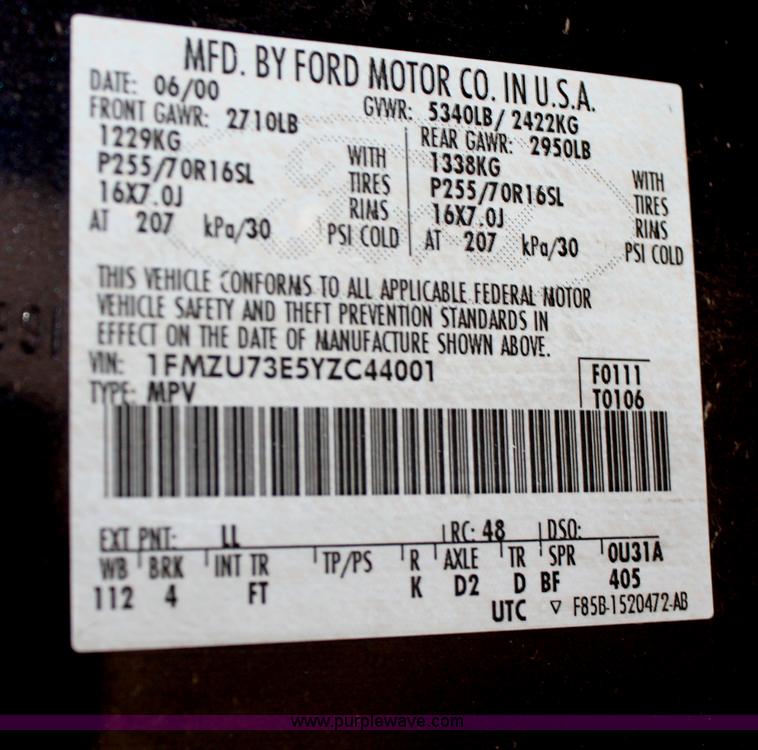 MFD. BY FORD MOTOR CO. IN U.S.A.
DATE: 06/00 GVWR: 5340LB/ 2422KG
FRONT GAWR: 2710LB REAR GAWR: 2950LB
1229KG WITH 1338KG WITH
P255/70R16SL TIRES P255/70R16SL TIRES
16X7.0J RIMS 16X7.0J RIMS
AT 207 kPa/30 PSI COLD AT 207 kPa/30 PSI COLD
THIS VEHICLE CONFORMS TO ALL APPLICABLE FEDERAL MOTOR
VEHICLE SAFETY AND THEFT PREVENTION STANDARDS IN
EFFECT ON THE DATE OF MANUFACTURE SHOWN ABOVE.
VIN: 1FMZU73E5YZC44001 F0111
TYPE: MPV T0106
EXT PNT: LL RC: 48 DSO:
WB BRK INT TR TP/PS R AXLE TR SPR 0U31A
112 4 FT K D2 D BF 405
UTC ▽ F85B-1520472-AB
www.purplewave.com